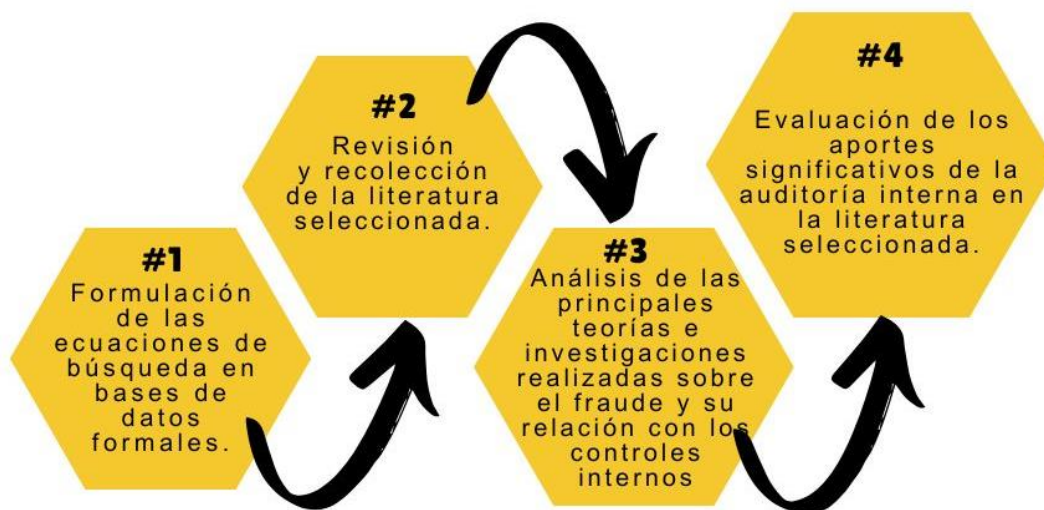 #1
Formulación
de las
ecuaciones de
búsqueda en
bases de
datos
formales.
#2
Revisión
y recolección
de la literatura
seleccionada.
#3
Análisis de las
principales
teorías e
investigaciones
realizadas sobre
el fraude y su
relación con los
controles
internos
#4
Evaluación de los
aportes
significativos de la
auditoría interna en
la literatura
seleccionada.